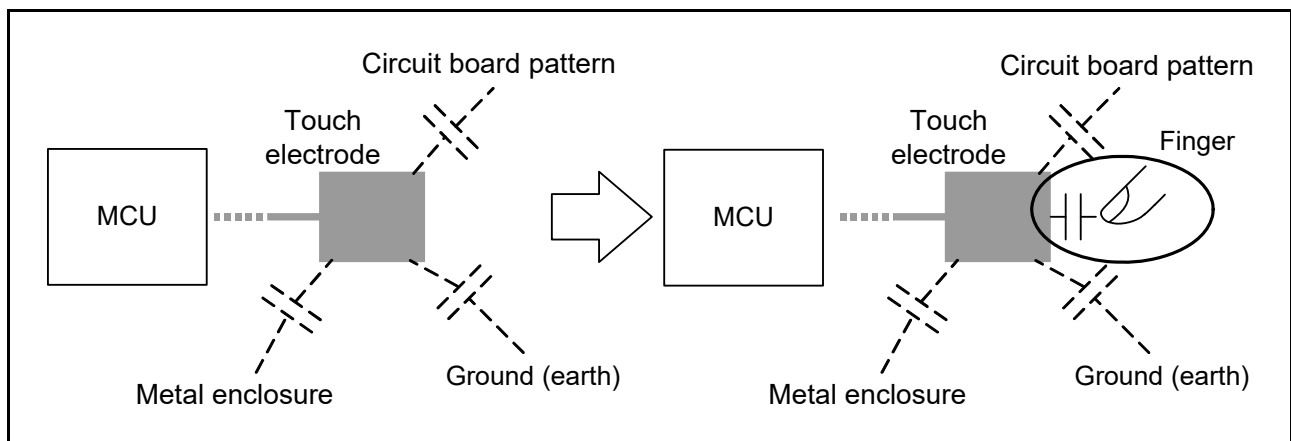 Circuit board pattern
Touch
electrode
MCU
Metal enclosure
Ground (earth)
Circuit board pattern
Touch
electrode
Finger
MCU
Metal enclosure
Ground (earth)